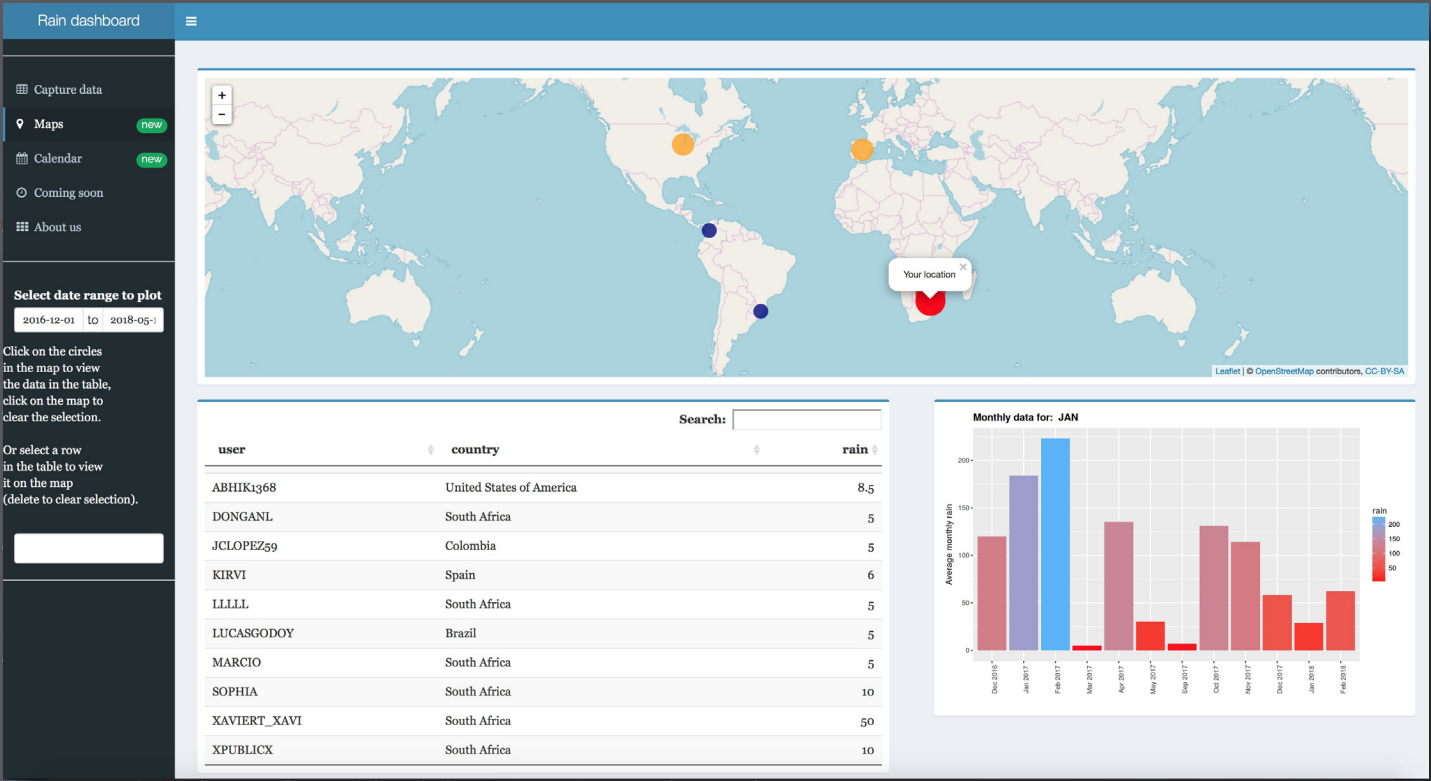 Rain dashboard
Capture data
Maps new
Calendar new
Coming soon
About us
Select date range to plot
2016-12-01 to 2018-05-
Click on the circles
in the map to view
the data in the table,
click on the map to
clear the selection.
Or select a row
in the table to view
it on the map
(delete to clear selection).
+
−
Your location ×
Leaflet | © OpenStreetMap contributors, CC-BY-SA
Search:
user country rain
ABHIK1368 United States of America 8.5
DONGANL South Africa 5
JCLOPEZ59 Colombia 5
KIRVI Spain 6
LLLLL South Africa 5
LUCASGODOY Brazil 5
MARCIO South Africa 5
SOPHIA South Africa 10
XAVIERT_XAVI South Africa 50
XPUBLICX South Africa 10
Monthly data for: JAN
Average monthly rain
200
150
100
50
0
Dec 2016
Jan 2017
Feb 2017
Mar 2017
Apr 2017
May 2017
Sep 2017
Oct 2017
Nov 2017
Dec 2017
Jan 2018
Feb 2018
rain
200
150
100
50